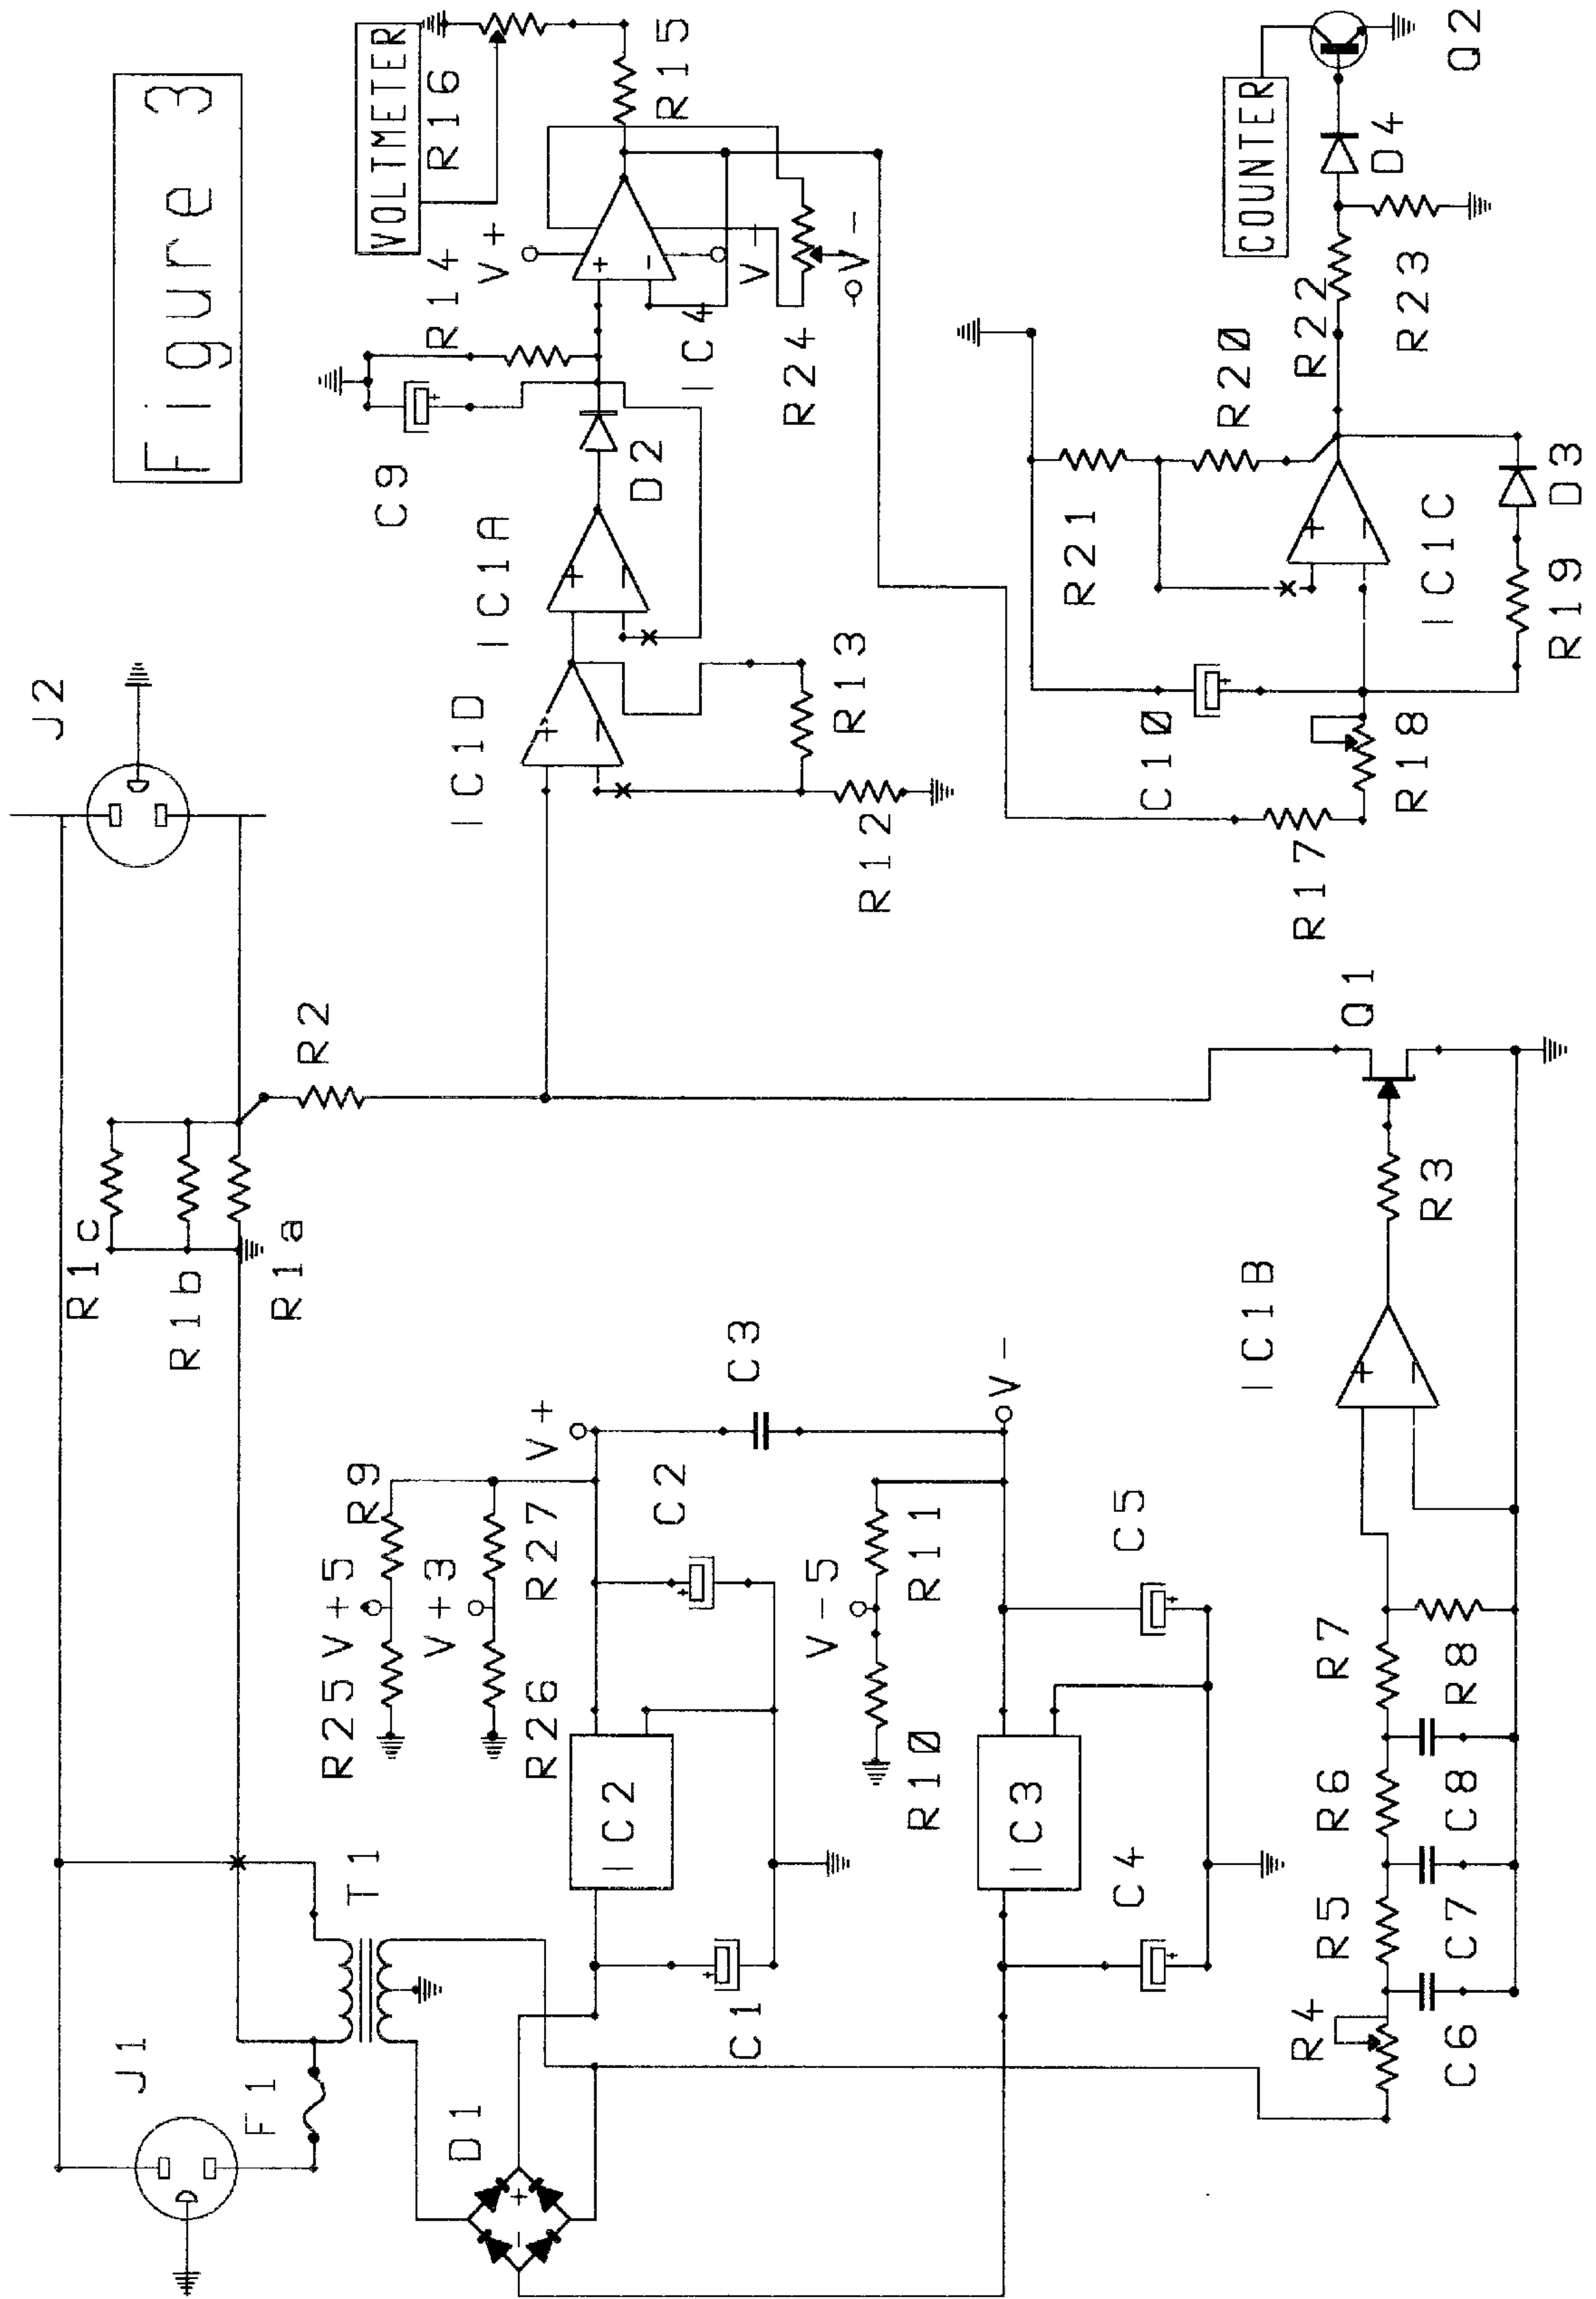 Figure 3
J1
F1
T1
D1
J2
R1c
R1b
R1a
R2
R25
V+5
R9
V+3
R26
R27
V+
IC2
C1
C2
C3
V-5
R10
R11
V-
IC3
C4
C5
R4
R5
R6
R7
C6
C7
C8
R8
IC1B
R3
Q1
IC1D
R12
R13
IC1A
D2
C9
R14
V+
IC4
V-
R24
V-
R15
R16
VOLTMETER
R17
R18
C10
R21
R20
IC1C
R19
D3
R22
R23
D4
COUNTER
Q2
+
-
+
-
+
-
+
-
+
-
+
-
+
+
+
+
+
+